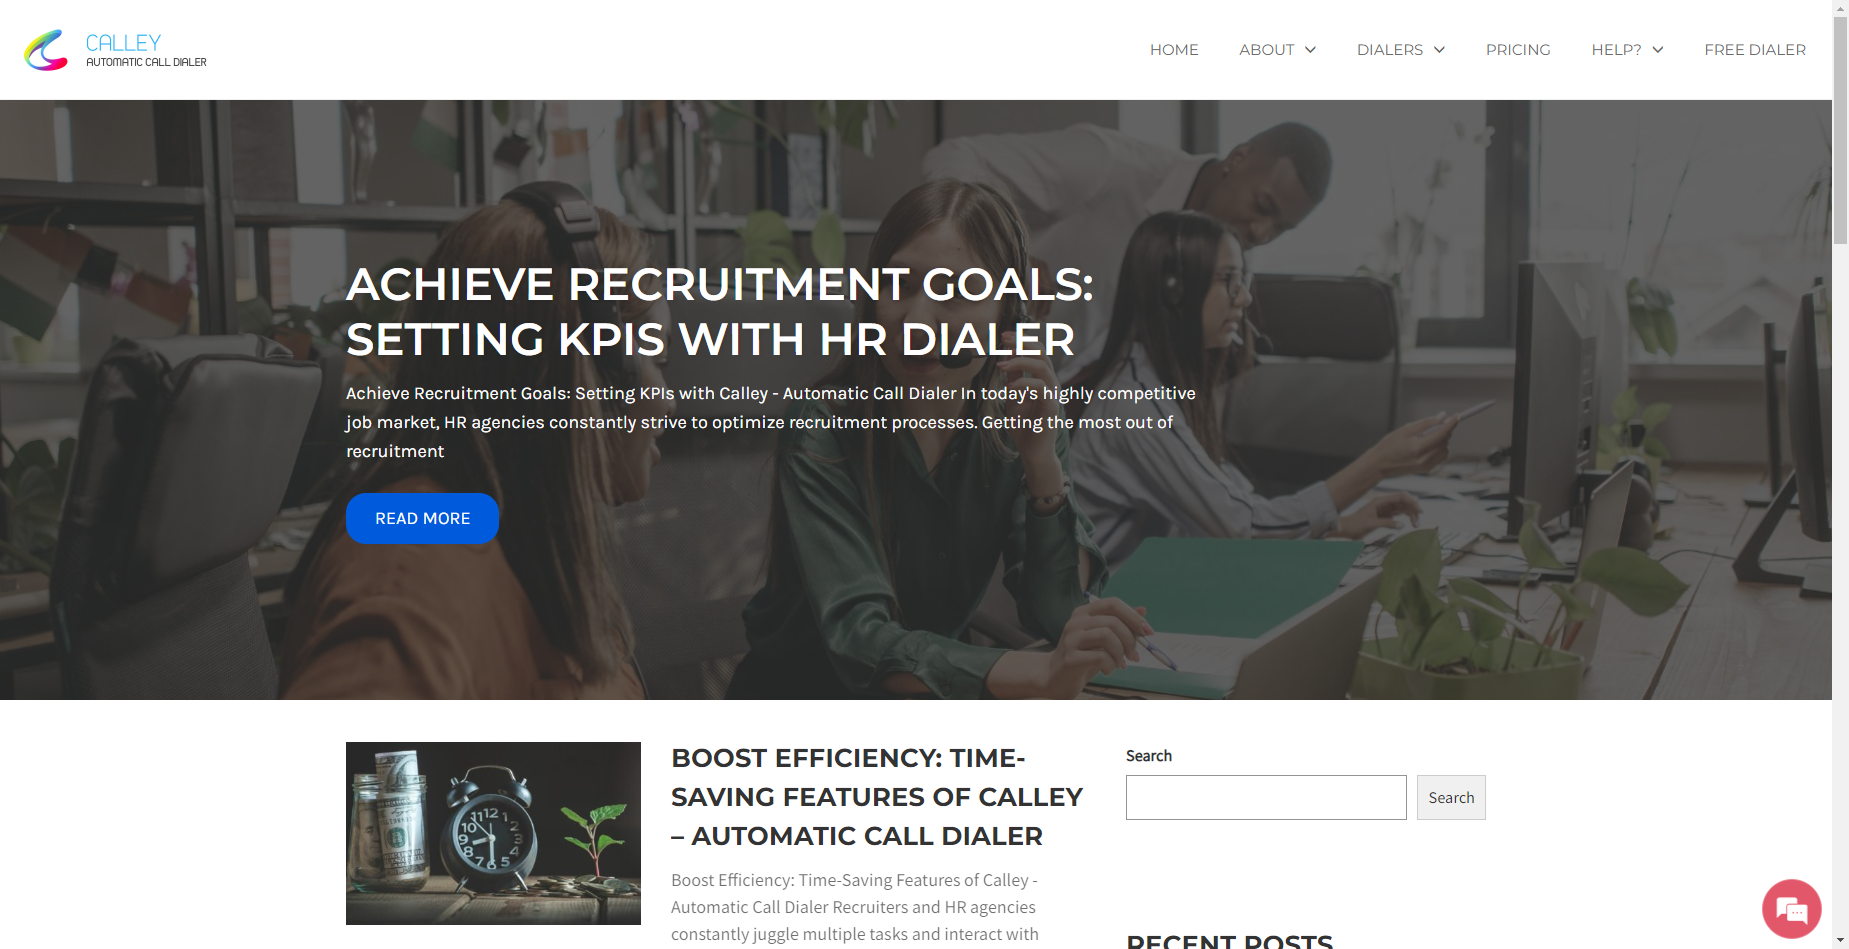 CALLEY
AUTOMATIC CALL DIALER
HOME
ABOUT
DIALERS
PRICING
HELP?
FREE DIALER
ACHIEVE RECRUITMENT GOALS:
SETTING KPIS WITH HR DIALER
Achieve Recruitment Goals: Setting KPIs with Calley - Automatic Call Dialer In today's highly competitive
job market, HR agencies constantly strive to optimize recruitment processes. Getting the most out of
recruitment
READ MORE
BOOST EFFICIENCY: TIME-
SAVING FEATURES OF CALLEY
– AUTOMATIC CALL DIALER
Boost Efficiency: Time-Saving Features of Calley -
Automatic Call Dialer Recruiters and HR agencies
constantly juggle multiple tasks and interact with
Search
Search
RECENT POSTS